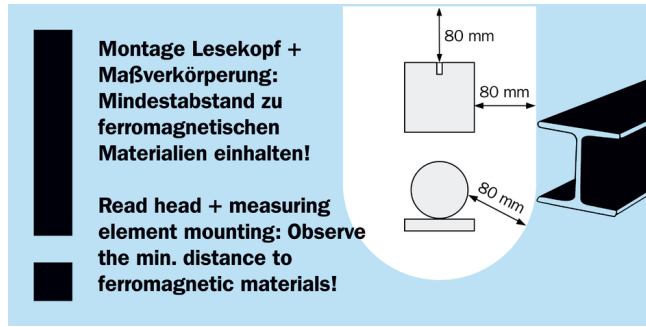 Montage Lesekopf +
Maßverkörperung:
Mindestabstand zu
ferromagnetischen
Materialien einhalten!
Read head + measuring
element mounting: Observe
the min. distance to
ferromagnetic materials!
80 mm
80 mm
80 mm